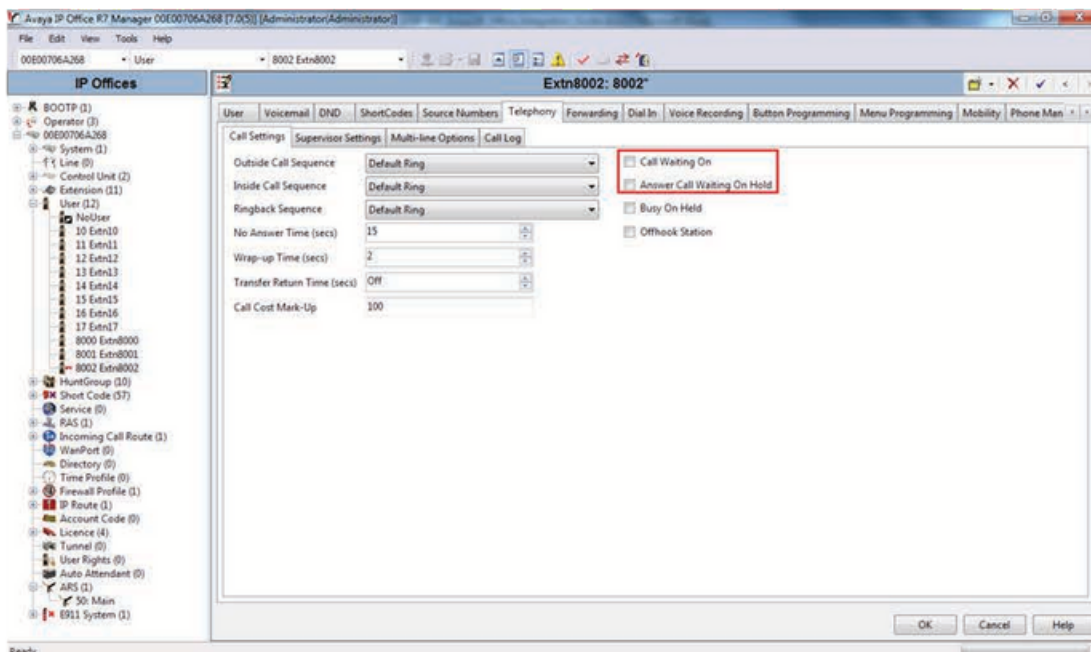 Avaya IP Office R7 Manager 00E00706A268 [7.0(5)] [Administrator(Administrator)]
File Edit View Tools Help
00E00706A268 User 8002 Extn8002
IP Offices
Extn8002: 8002*
BOOTP (1)
Operator (3)
00E00706A268
System (1)
Line (0)
Control Unit (2)
Extension (11)
User (12)
NoUser
10 Extn10
11 Extn11
12 Extn12
13 Extn13
14 Extn14
15 Extn15
16 Extn16
17 Extn17
8000 Extn8000
8001 Extn8001
8002 Extn8002
HuntGroup (10)
Short Code (57)
Service (0)
RAS (1)
Incoming Call Route (1)
WanPort (0)
Directory (0)
Time Profile (0)
Firewall Profile (1)
IP Route (1)
Account Code (0)
Licence (4)
Tunnel (0)
User Rights (0)
Auto Attendant (0)
ARS (1)
50: Main
E911 System (1)
User Voicemail DND ShortCodes Source Numbers Telephony Forwarding Dial In Voice Recording Button Programming Menu Programming Mobility Phone Man
Call Settings Supervisor Settings Multi-line Options Call Log
Outside Call Sequence Default Ring Call Waiting On
Inside Call Sequence Default Ring Answer Call Waiting On Hold
Ringback Sequence Default Ring Busy On Held
No Answer Time (secs) 15 Offhook Station
Wrap-up Time (secs) 2
Transfer Return Time (secs) Off
Call Cost Mark-Up 100
OK Cancel Help
Ready